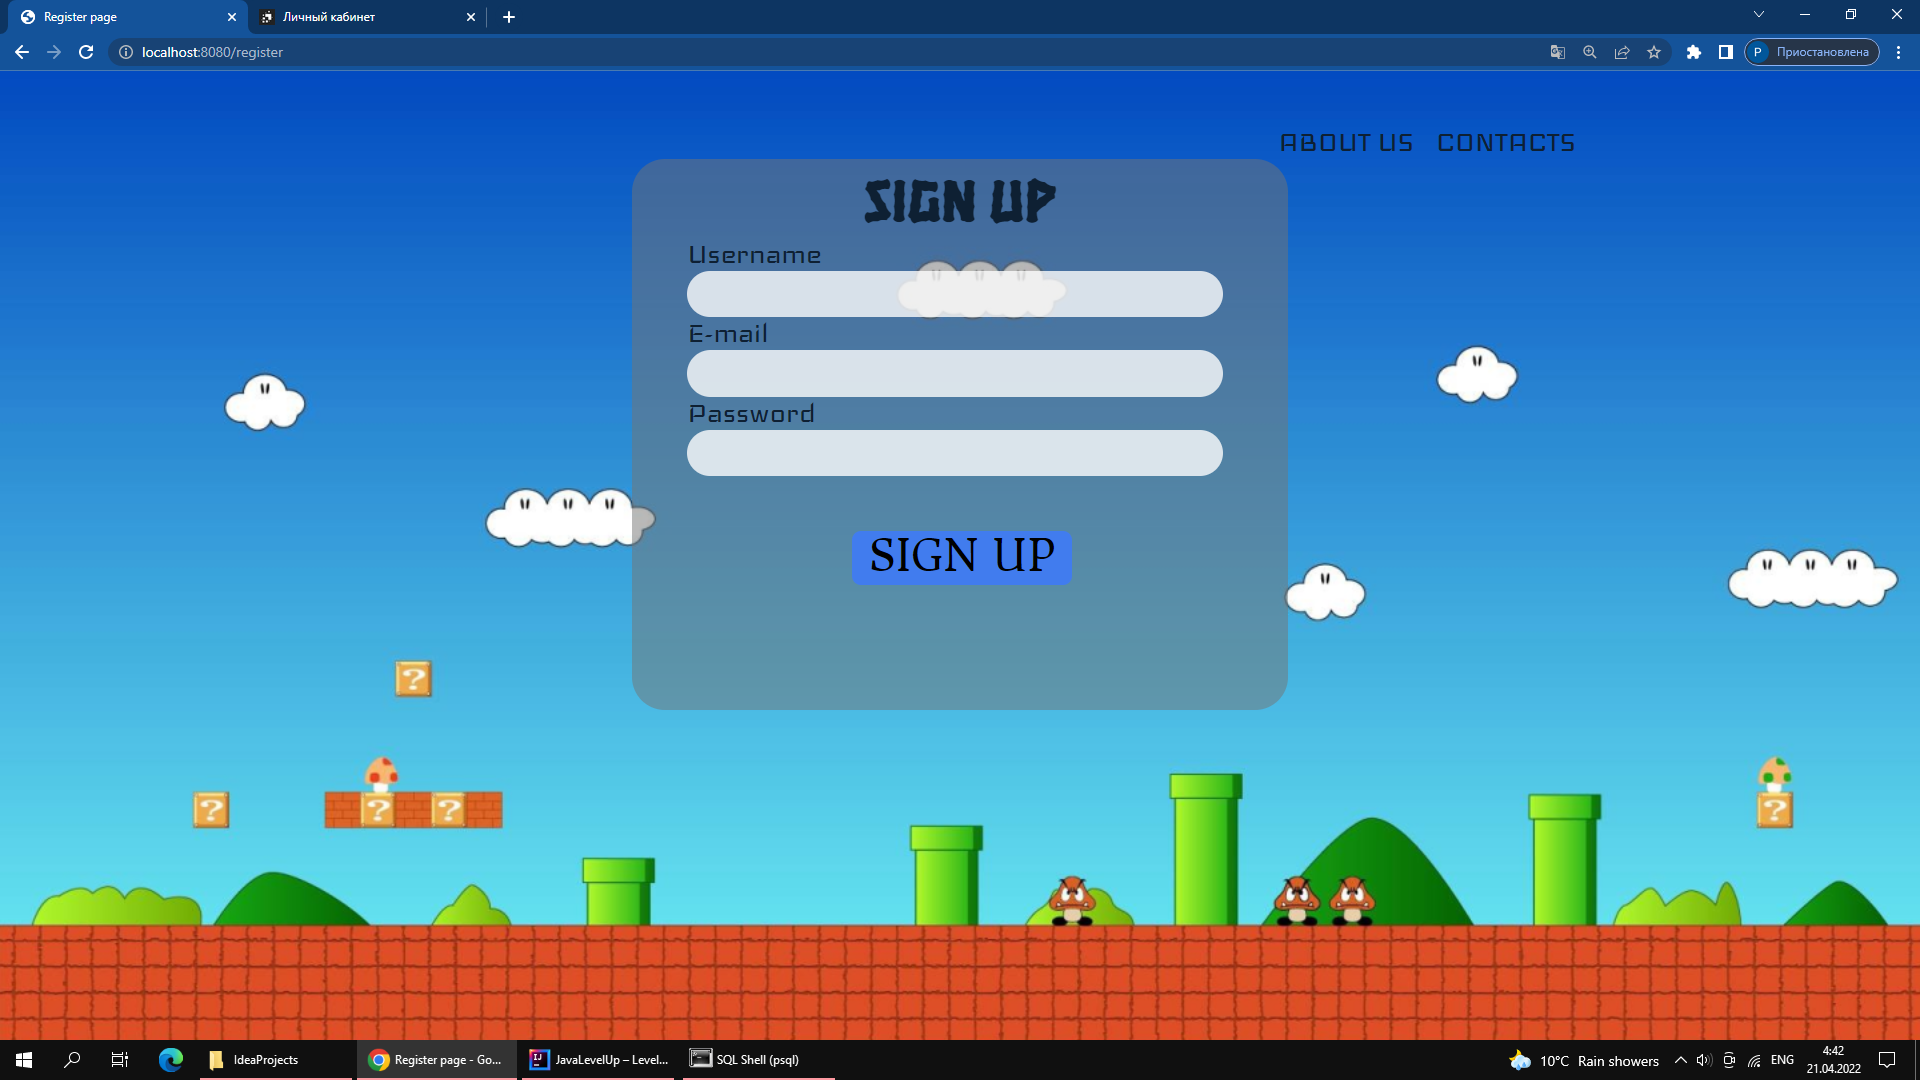 Register page
Личный кабинет
localhost:8080/register
P
Приостановлена
ABOUT US CONTACTS
SIGN UP
Username
E-mail
Password
SIGN UP
?
?
?
?
?
IJ
IdeaProjects
Register page - Go...
JavaLevelUp – Level...
SQL Shell (psql)
10°C Rain showers
ENG
4:42
21.04.2022